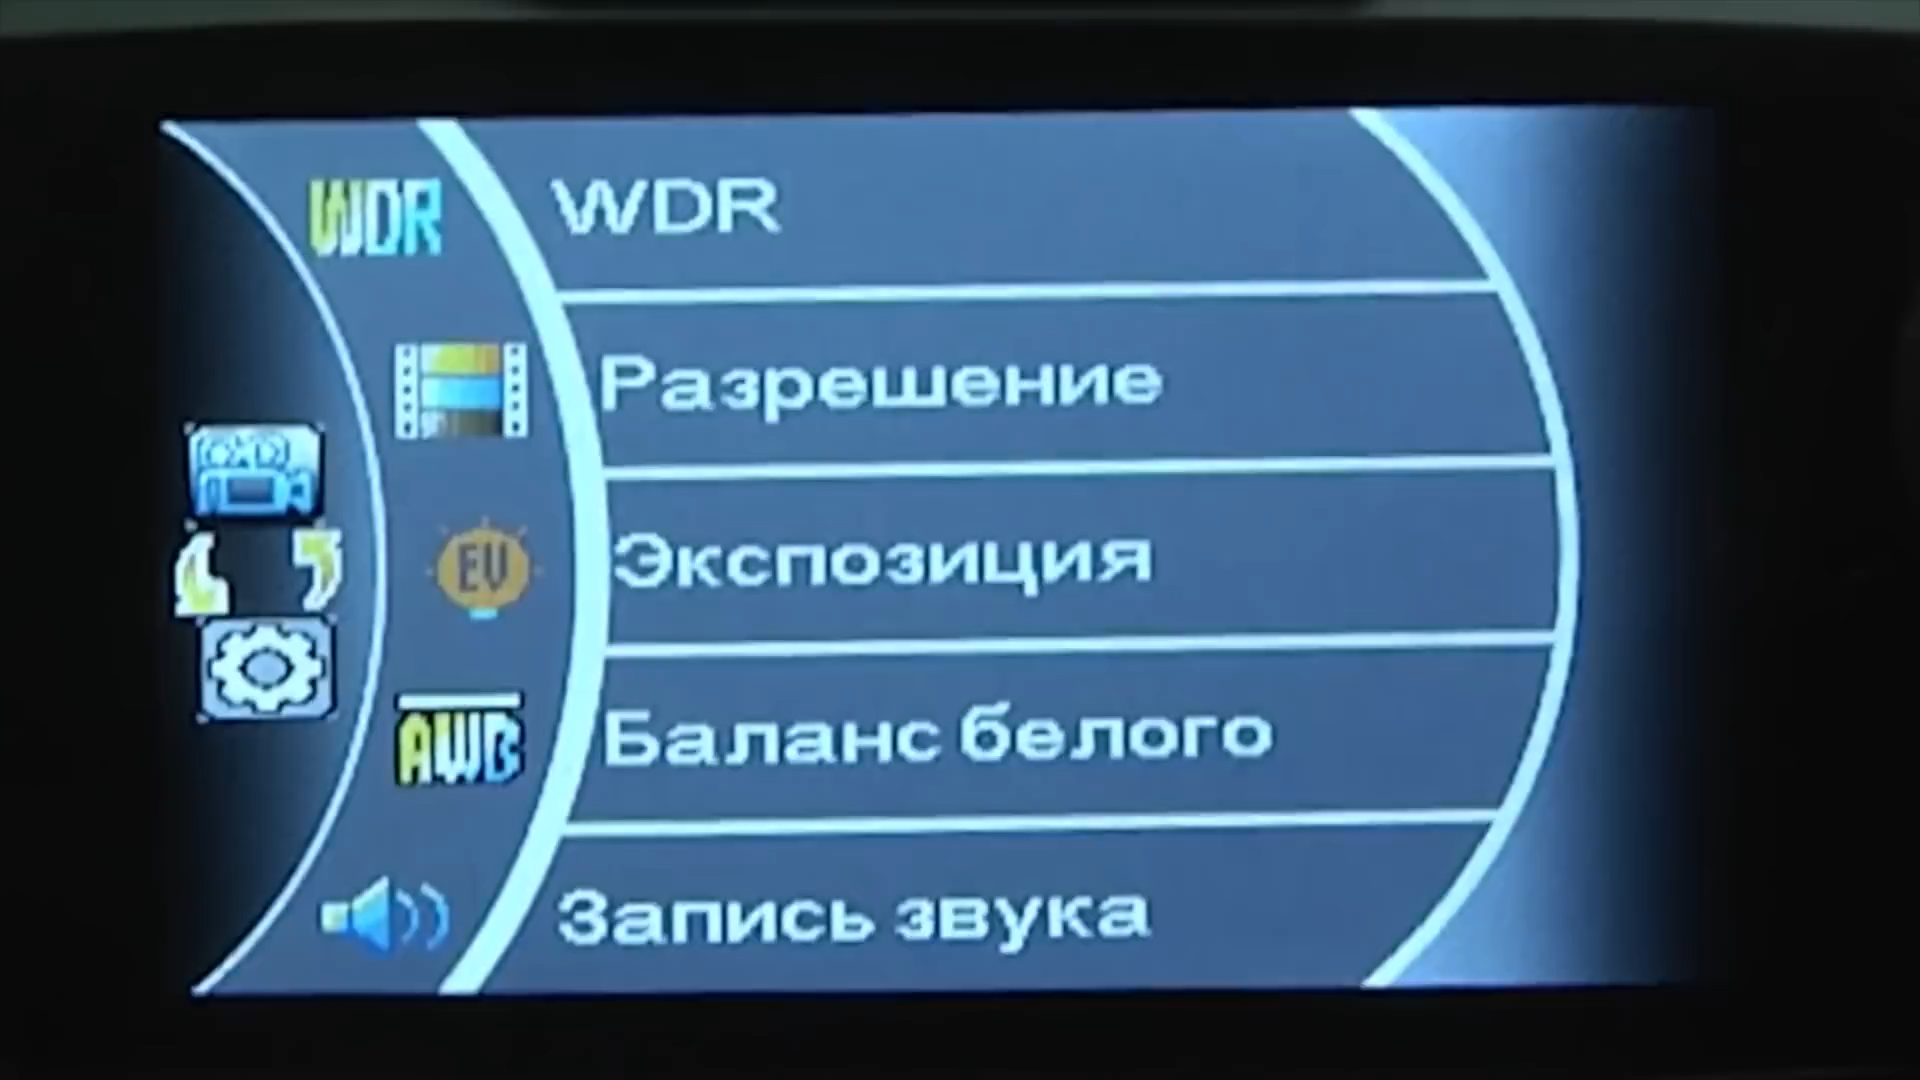 WDR WDR
Разрешение
EV Экспозиция
AWB Баланс белого
Запись звука